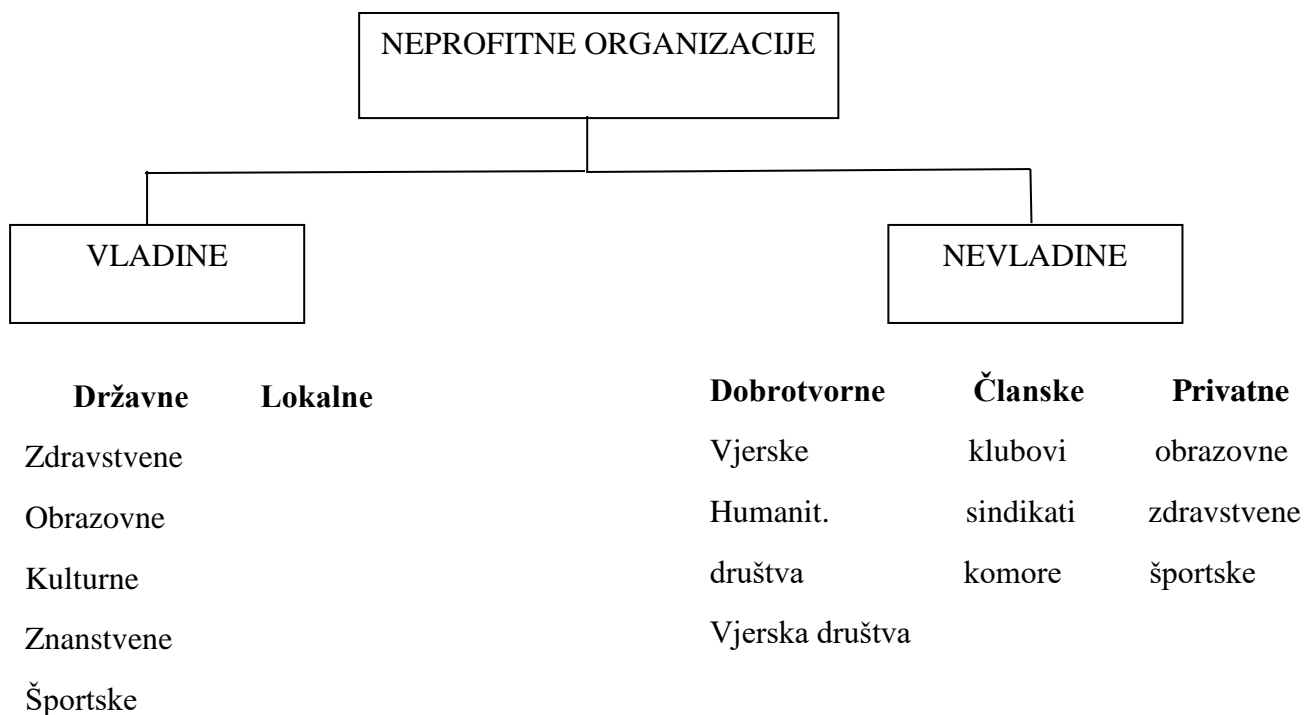 NEPROFITNE ORGANIZACIJE
VLADINE
NEVLADINE
Državne Lokalne
Zdravstvene
Obrazovne
Kulturne
Znanstvene
Športske
Dobrotvorne Članske Privatne
Vjerske klubovi obrazovne
Humanit. sindikati zdravstvene
društva komore športske
Vjerska društva